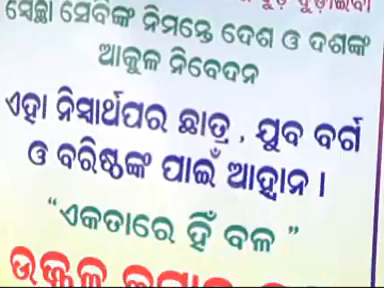 ସ୍ୱେଚ୍ଛା ସେବିଙ୍କ ନିମନ୍ତେ ଦେଶ ଓ ଦଶଙ୍କ
ଆକୁଳ ନିବେଦନ
ଏହା ନିସ୍ୱାର୍ଥପର ଛାତ୍ର , ଯୁବ ବର୍ଗ
ଓ ବରିଷ୍ଠଙ୍କ ପାଇଁ ଆହ୍ୱାନ ।
“ଏକତାରେ ହିଁ ବଳ ”